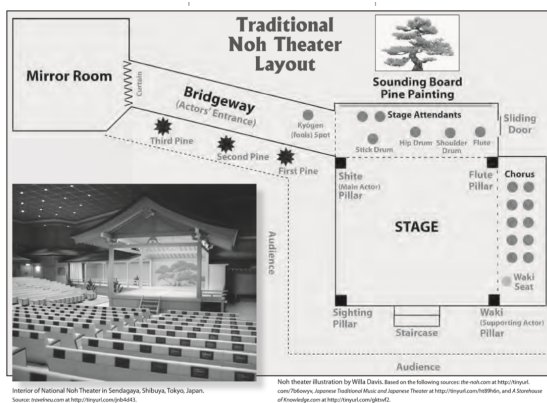 Traditional
Noh Theater
Layout
Mirror Room
Curtain
Bridgeway
(Actors' Entrance)
Third Pine
Second Pine
First Pine
Kyōgen
(fools) Spot
Sounding Board
Pine Painting
Stage Attendants
Stick Drum
Hip Drum
Shoulder
Drum
Flute
Sliding
Door
Shite
(Main Actor)
Pillar
Flute
Pillar
Chorus
STAGE
Waki
Seat
Audience
Sighting
Pillar
Staircase
Waki
(Supporting Actor)
Pillar
Audience
Interior of National Noh Theater in Sendagaya, Shibuya, Tokyo, Japan.
Source: travelneu.com at http://tinyurl.com/jnb4d43.
Noh theater illustration by Willa Davis. Based on the following sources: the-noh.com at http://tinyurl.
com/7b6owyx, Japanese Traditional Music and Japanese Theater at http://tinyurl.com/ht89h6n, and A Storehouse
of Knowledge.com at http://tinyurl.com/gktsvf2.